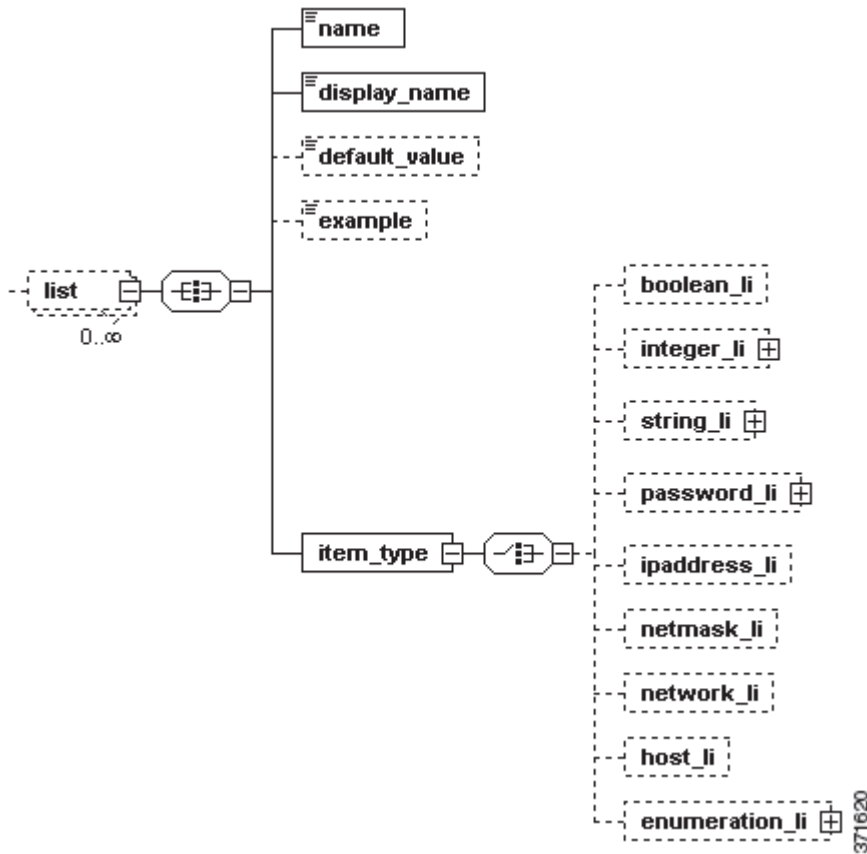 name
display_name
default_value
example
list
0..∞
item_type
boolean_li
integer_li
string_li
password_li
ipaddress_li
netmask_li
network_li
host_li
enumeration_li
371620